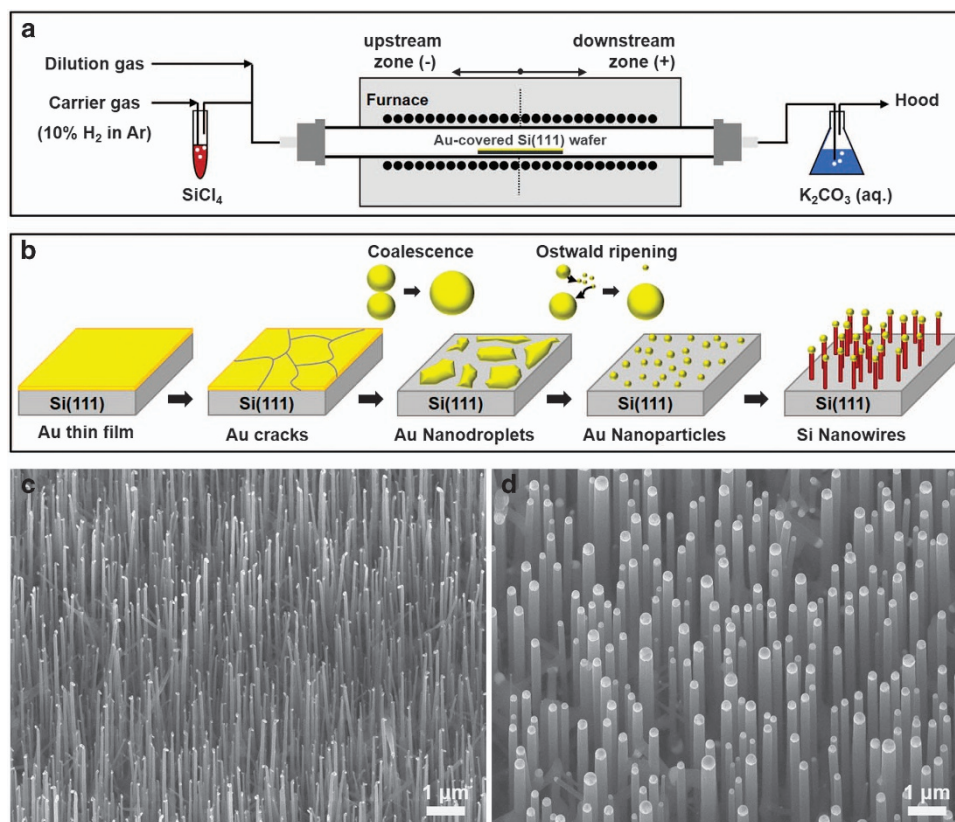 a
upstream
zone (-)
downstream
zone (+)
Dilution gas
Carrier gas
(10% H₂ in Ar)
Furnace
Au-covered Si(111) wafer
Hood
SiCl₄
K₂CO₃ (aq.)
b
Coalescence
Ostwald ripening
Si(111)
Si(111)
Si(111)
Si(111)
Si(111)
Au thin film
Au cracks
Au Nanodroplets
Au Nanoparticles
Si Nanowires
c
d
1 µm
1 µm